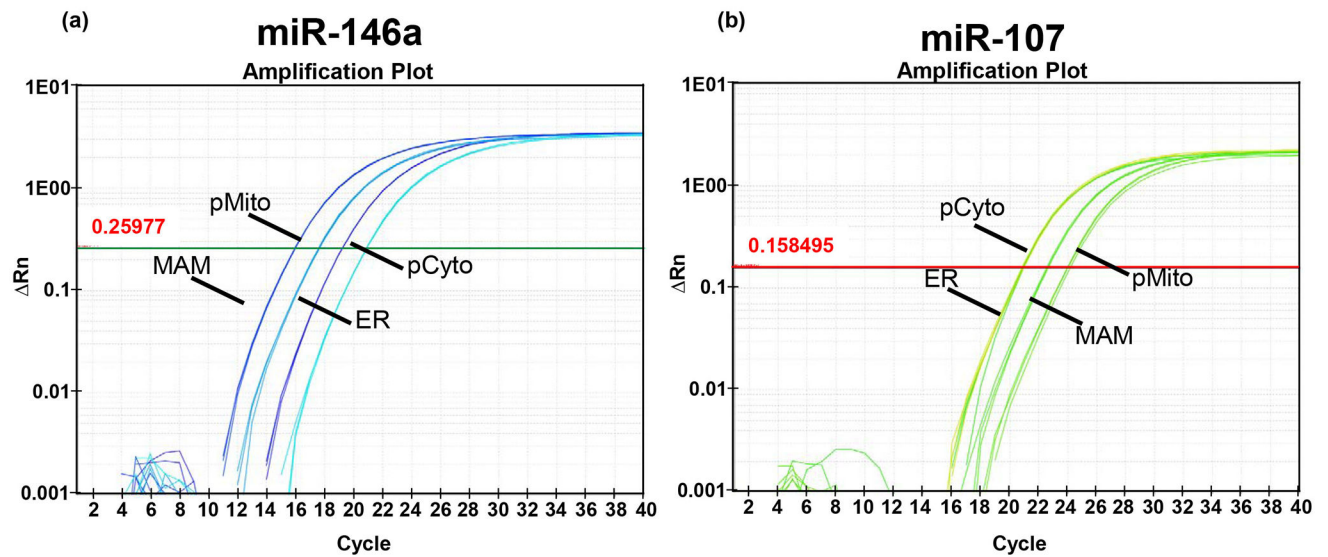 (a)
miR-146a
Amplification Plot
1E01
1E00
0.1
0.01
0.001
ΔRn
0.25977
pMito
MAM
pCyto
ER
2 4 6 8 10 12 14 16 18 20 22 24 26 28 30 32 34 36 38 40
Cycle
(b)
miR-107
Amplification Plot
1E01
1E00
0.1
0.01
0.001
ΔRn
0.158495
pCyto
ER
pMito
MAM
2 4 6 8 10 12 14 16 18 20 22 24 26 28 30 32 34 36 38 40
Cycle